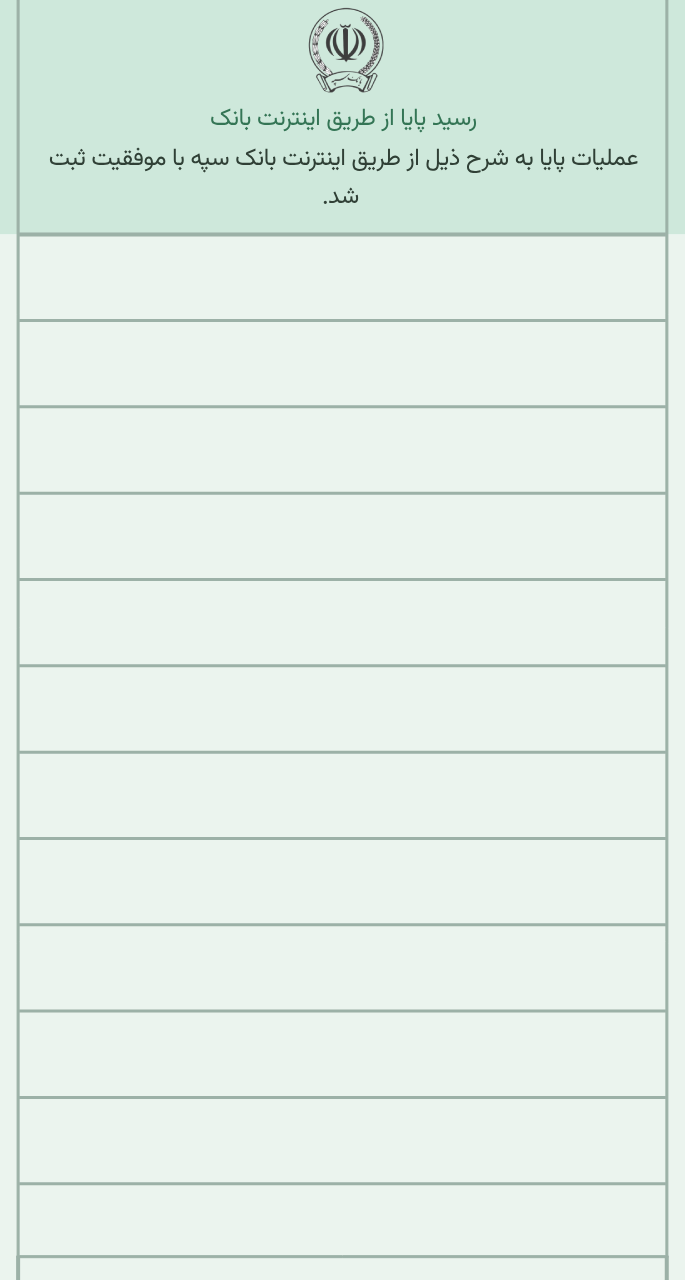 رسید پایا از طریق اینترنت بانک
عملیات پایا به شرح ذیل از طریق اینترنت بانک سپه با موفقیت ثبت
شد.